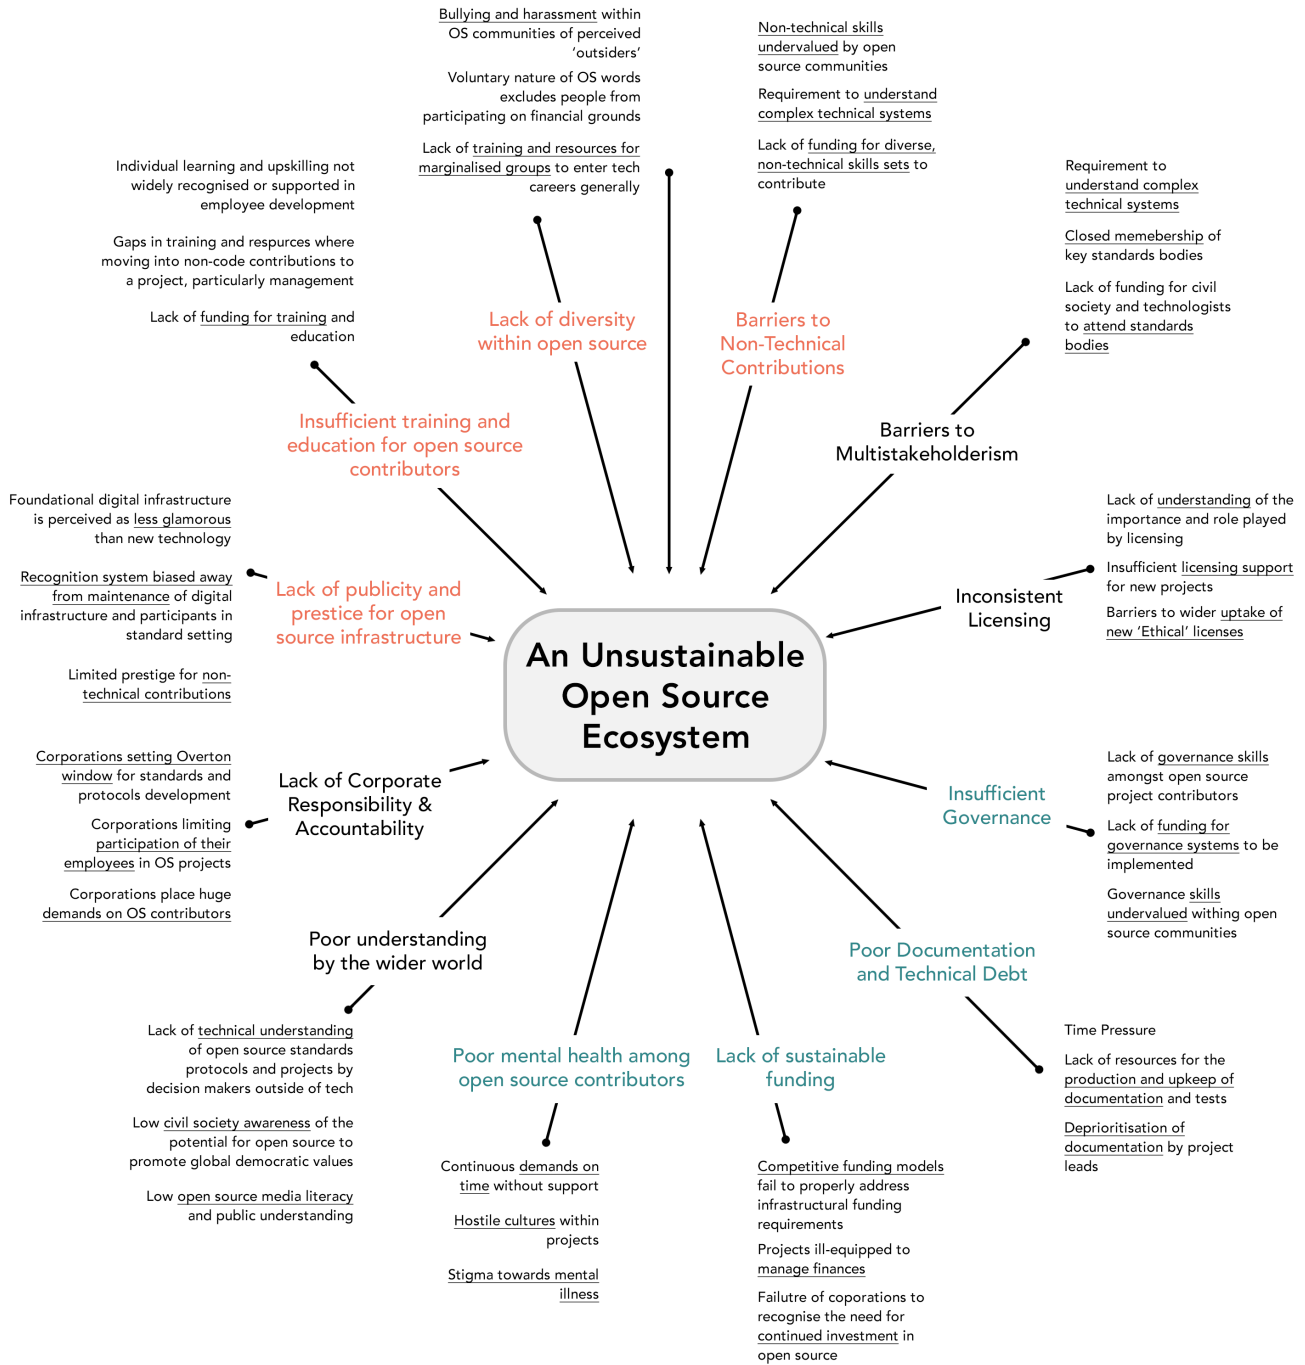 Bullying and harassment within
OS communities of perceived
‘outsiders’
Voluntary nature of OS words
excludes people from
participating on financial grounds
Lack of training and resources for
marginalised groups to enter tech
careers generally
Non-technical skills
undervalued by open
source communities
Requirement to understand
complex technical systems
Lack of funding for diverse,
non-technical skills sets to
contribute
Individual learning and upskilling not
widely recognised or supported in
employee development
Gaps in training and respurces where
moving into non-code contributions to
a project, particularly management
Lack of funding for training and
education
Requirement to
understand complex
technical systems
Closed memebership of
key standards bodies
Lack of funding for civil
society and technologists
to attend standards
bodies
Lack of diversity
within open source
Barriers to
Non-Technical
Contributions
Insufficient training and
education for open source
contributors
Barriers to
Multistakeholderism
Foundational digital infrastructure
is perceived as less glamorous
than new technology
Recognition system biased away
from maintenance of digital
infrastructure and participants in
standard setting
Limited prestige for non-
technical contributions
Lack of publicity and
prestice for open
source infrastructure
Inconsistent
Licensing
Lack of understanding of the
importance and role played
by licensing
Insufficient licensing support
for new projects
Barriers to wider uptake of
new ‘Ethical’ licenses
An Unsustainable
Open Source
Ecosystem
Corporations setting Overton
window for standards and
protocols development
Corporations limiting
participation of their
employees in OS projects
Corporations place huge
demands on OS contributors
Lack of Corporate
Responsibility &
Accountability
Insufficient
Governance
Lack of governance skills
amongst open source
project contributors
Lack of funding for
governance systems to be
implemented
Governance skills
undervalued withing open
source communities
Poor understanding
by the wider world
Poor Documentation
and Technical Debt
Lack of technical understanding
of open source standards
protocols and projects by
decision makers outside of tech
Low civil society awareness of the
potential for open source to
promote global democratic values
Low open source media literacy
and public understanding
Poor mental health among
open source contributors
Lack of sustainable
funding
Time Pressure
Lack of resources for the
production and upkeep of
documentation and tests
Deprioritisation of
documentation by project
leads
Continuous demands on
time without support
Hostile cultures within
projects
Stigma towards mental
illness
Competitive funding models
fail to properly address
infrastructural funding
requirements
Projects ill-equipped to
manage finances
Failutre of coporations to
recognise the need for
continued investment in
open source